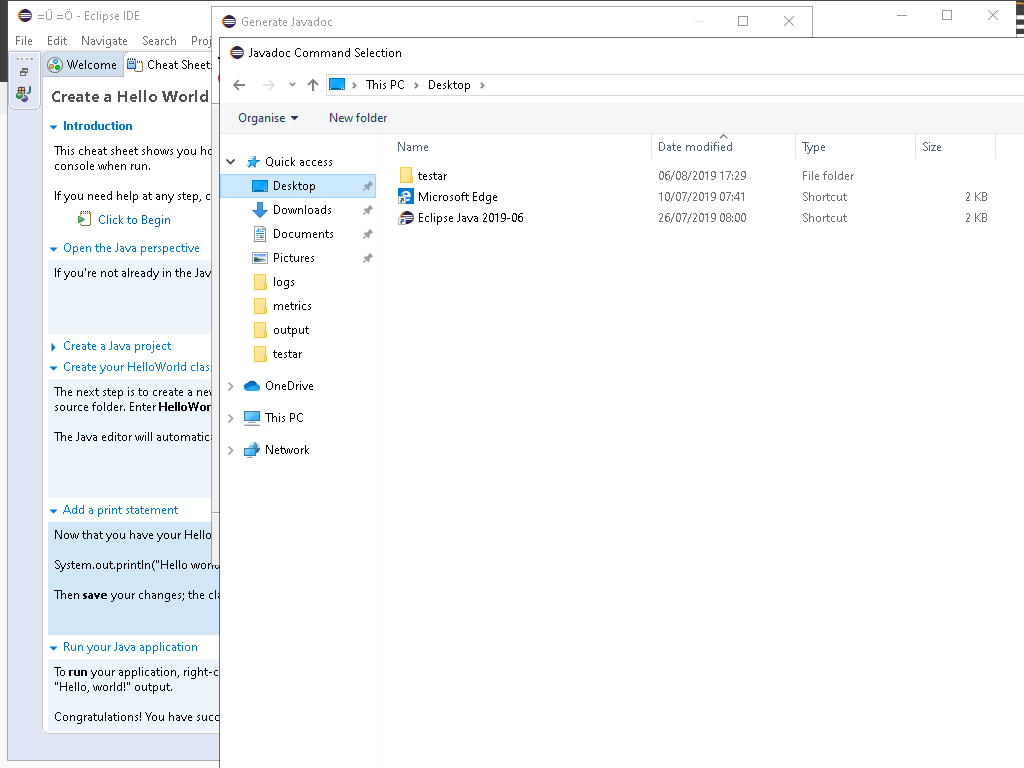 =Ü =Ö - Eclipse IDE
File Edit Navigate Search Proj
Welcome
Cheat Sheets
Create a Hello World
Introduction
This cheat sheet shows you ho
console when run.
If you need help at any step, c
Click to Begin
Open the Java perspective
If you're not already in the Jav
Create a Java project
Create your HelloWorld clas
The next step is to create a nev
source folder. Enter HelloWor
The Java editor will automatica
Add a print statement
Now that you have your Hello
System.out.println("Hello world
Then save your changes; the cla
Run your Java application
To run your application, right-c
"Hello, world!" output.
Congratulations! You have succ
Generate Javadoc
Javadoc Command Selection
This PC
Desktop
Organise
New folder
Quick access
Desktop
Downloads
Documents
Pictures
logs
metrics
output
testar
OneDrive
This PC
Network
Name Date modified Type Size
testar 06/08/2019 17:29 File folder
Microsoft Edge 10/07/2019 07:41 Shortcut 2 KB
Eclipse Java 2019-06 26/07/2019 08:00 Shortcut 2 KB